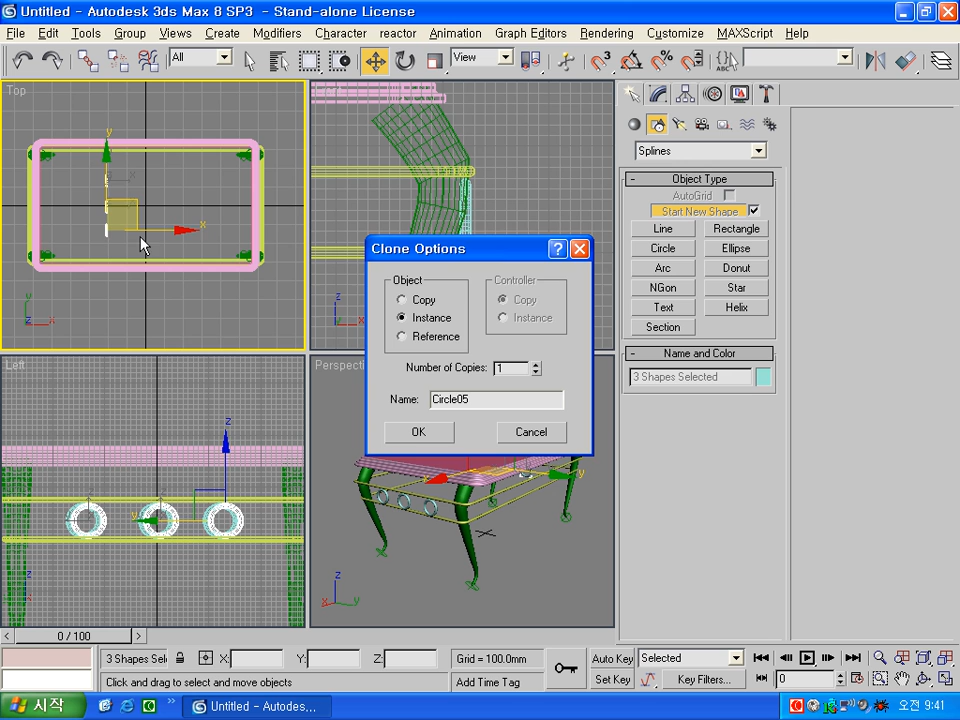 Untitled - Autodesk 3ds Max 8 SP3 - Stand-alone License
File Edit Tools Group Views Create Modifiers Character reactor Animation Graph Editors Rendering Customize MAXScript Help
All
View
Top
Splines
Object Type
AutoGrid
Start New Shape
Line Rectangle
Circle Ellipse
Arc Donut
NGon Star
Text Helix
Section
Name and Color
3 Shapes Selected
Clone Options
Object
Copy
Instance
Reference
Controller
Copy
Instance
Number of Copies: 1
Name: Circle05
OK Cancel
Left
Perspecti
y
x
z
0 / 100
3 Shapes Sel X: Y: Z: Grid = 100.0mm
Auto Key Selected
Click and drag to select and move objects
Add Time Tag
Set Key Key Filters... 0
시작
Untitled - Autodes...
오전 9:41